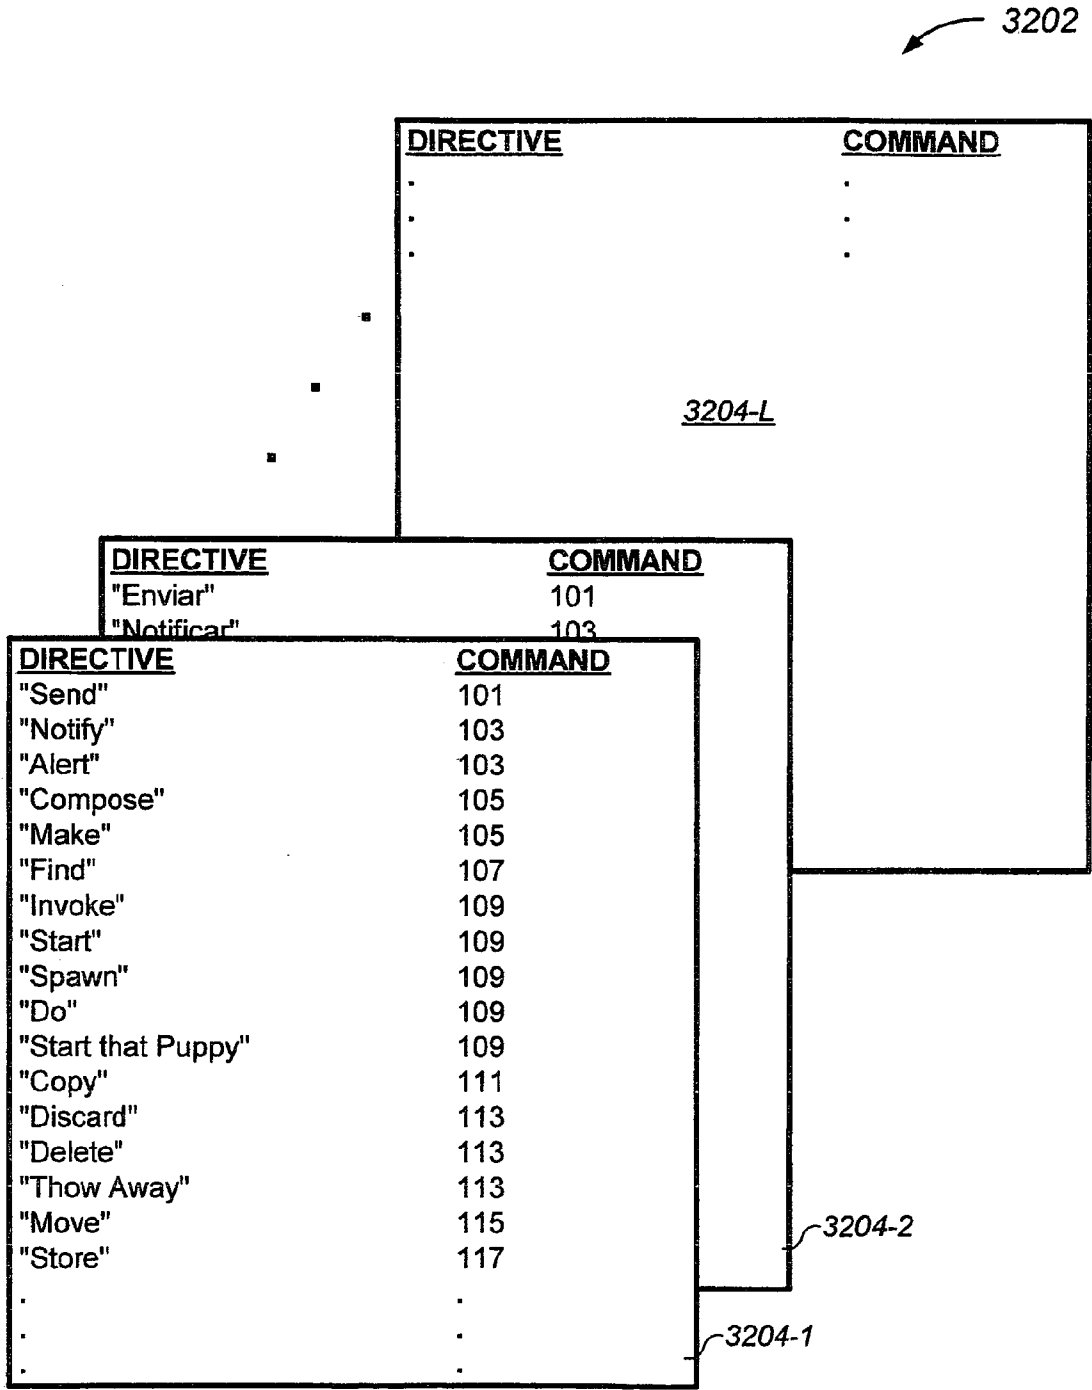 3202
DIRECTIVE COMMAND
. .
. .
. .
3204-L
DIRECTIVE COMMAND
"Enviar" 101
"Notificar" 103
DIRECTIVE COMMAND
"Send" 101
"Notify" 103
"Alert" 103
"Compose" 105
"Make" 105
"Find" 107
"Invoke" 109
"Start" 109
"Spawn" 109
"Do" 109
"Start that Puppy" 109
"Copy" 111
"Discard" 113
"Delete" 113
"Thow Away" 113
"Move" 115
"Store" 117
. .
. .
. .
3204-2
3204-1